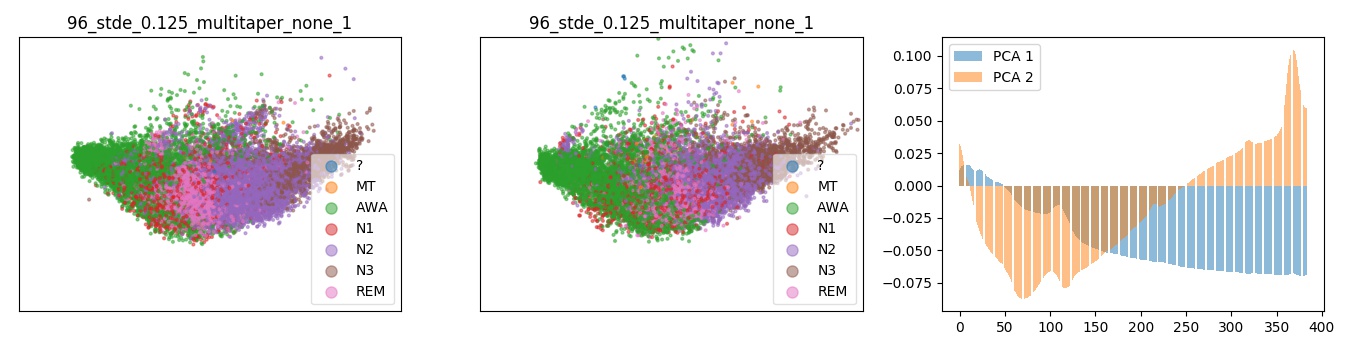 96_stde_0.125_multitaper_none_1
?
MT
AWA
N1
N2
N3
REM
96_stde_0.125_multitaper_none_1
?
MT
AWA
N1
N2
N3
REM
PCA 1
PCA 2
0.100
0.075
0.050
0.025
0.000
−0.025
−0.050
−0.075
0 50 100 150 200 250 300 350 400